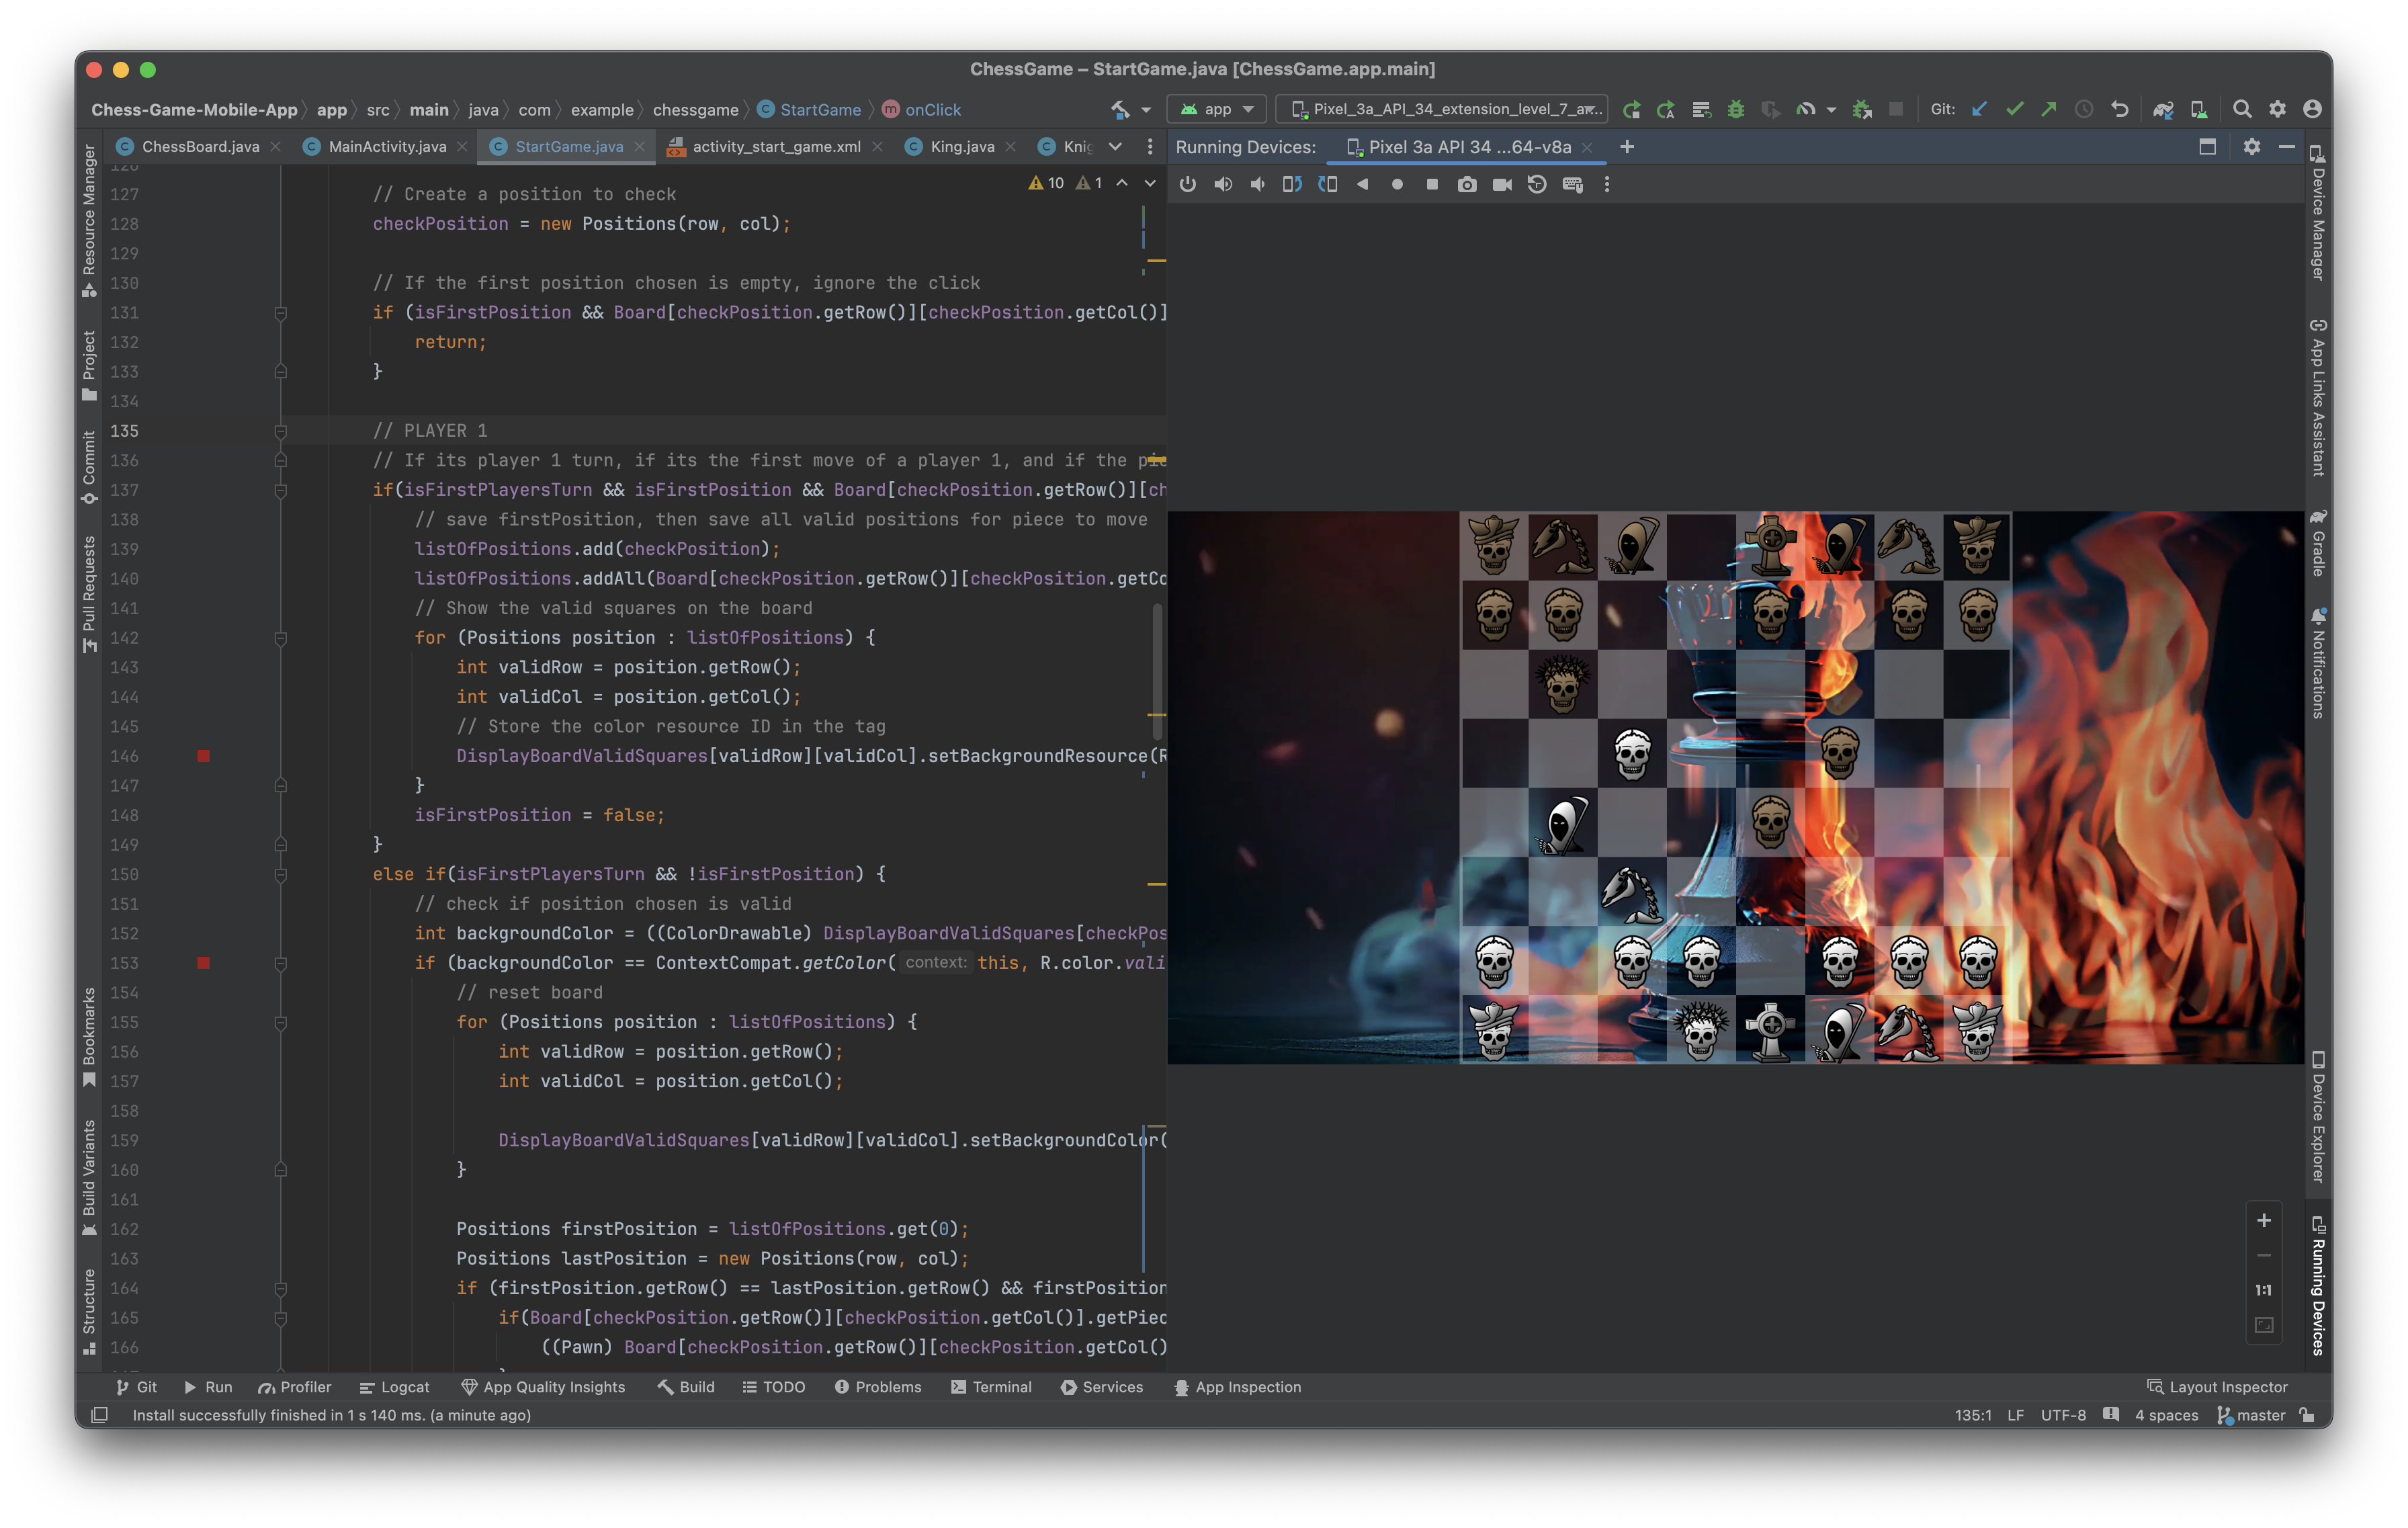 ChessGame – StartGame.java [ChessGame.app.main]
Chess-Game-Mobile-App app src main java com example chessgame StartGame onClick
app
Pixel_3a_API_34_extension_level_7_a...
Git:
ChessBoard.java
MainActivity.java
StartGame.java
activity_start_game.xml
King.java
Knig
Running Devices:
Pixel 3a API 34 ...64-v8a
10 1
127 // Create a position to check
128 checkPosition = new Positions(row, col);
129
130 // If the first position chosen is empty, ignore the click
131 if (isFirstPosition && Board[checkPosition.getRow()][checkPosition.getCol()]
132 return;
133 }
134
135 // PLAYER 1
136 // If its player 1 turn, if its the first move of a player 1, and if the pie
137 if(isFirstPlayersTurn && isFirstPosition && Board[checkPosition.getRow()][ch
138 // save firstPosition, then save all valid positions for piece to move
139 listOfPositions.add(checkPosition);
140 listOfPositions.addAll(Board[checkPosition.getRow()][checkPosition.getCo
141 // Show the valid squares on the board
142 for (Positions position : listOfPositions) {
143 int validRow = position.getRow();
144 int validCol = position.getCol();
145 // Store the color resource ID in the tag
146 DisplayBoardValidSquares[validRow][validCol].setBackgroundResource(R
147 }
148 isFirstPosition = false;
149 }
150 else if(isFirstPlayersTurn && !isFirstPosition) {
151 // check if position chosen is valid
152 int backgroundColor = ((ColorDrawable) DisplayBoardValidSquares[checkPos
153 if (backgroundColor == ContextCompat.getColor( context: this, R.color.vali
154 // reset board
155 for (Positions position : listOfPositions) {
156 int validRow = position.getRow();
157 int validCol = position.getCol();
158
159 DisplayBoardValidSquares[validRow][validCol].setBackgroundColor(
160 }
161
162 Positions firstPosition = listOfPositions.get(0);
163 Positions lastPosition = new Positions(row, col);
164 if (firstPosition.getRow() == lastPosition.getRow() && firstPosition
165 if(Board[checkPosition.getRow()][checkPosition.getCol()].getPiec
166 ((Pawn) Board[checkPosition.getRow()][checkPosition.getCol()
Resource Manager
Project
Commit
Pull Requests
Bookmarks
Build Variants
Structure
Device Manager
App Links Assistant
Gradle
Notifications
Device Explorer
Running Devices
1:1
Git Run Profiler Logcat App Quality Insights Build TODO Problems Terminal Services App Inspection Layout Inspector
Install successfully finished in 1 s 140 ms. (a minute ago)
135:1 LF UTF-8 4 spaces master